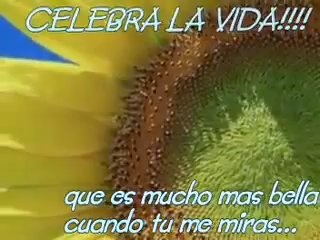 CELEBRA LA VIDA!!!!
que es mucho mas bella
cuando tu me miras...